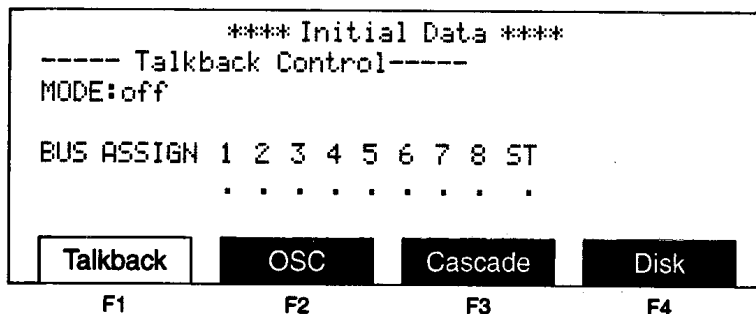 **** Initial Data ****
----- Talkback Control-----
MODE:off
BUS ASSIGN 1 2 3 4 5 6 7 8 ST
. . . . . . . . .
Talkback OSC Cascade Disk
F1 F2 F3 F4